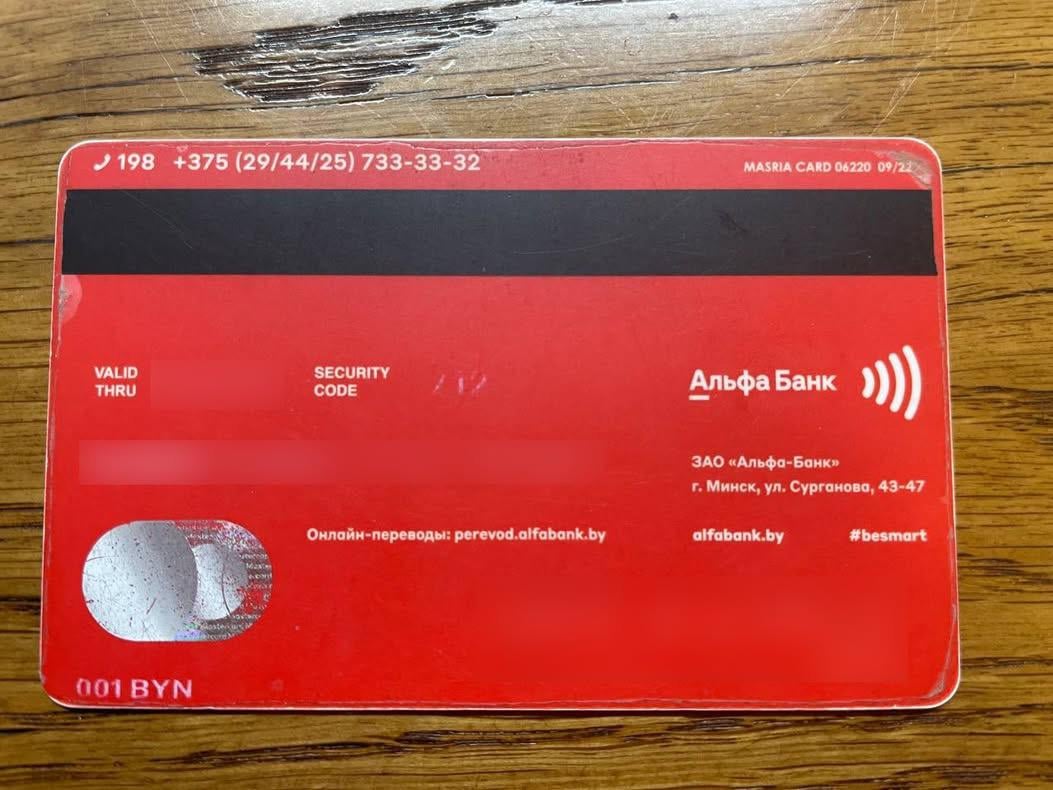 198 +375 (29/44/25) 733-33-32
MASRIA CARD 06220 09/22
VALID
THRU
SECURITY
CODE
Альфа Банк
ЗАО «Альфа-Банк»
г. Минск, ул. Сурганова, 43-47
Онлайн-переводы: perevod.alfabank.by
alfabank.by
#besmart
001 BYN